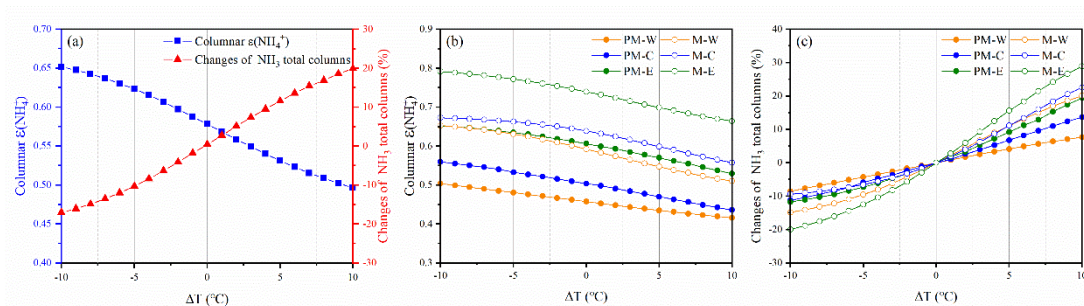 (a)
Columnar ε(NH₄⁺)
Changes of NH₃ total columns
Columnar ε(NH₄⁺)
0.70
0.65
0.60
0.55
0.50
0.45
0.40
30
20
10
0
-10
-20
-30
Changes of NH₃ total columns (%)
-10 -5 0 5 10
ΔT (°C)
(b)
PM-W M-W
PM-C M-C
PM-E M-E
Columnar ε(NH₄⁺)
0.9
0.8
0.7
0.6
0.5
0.4
0.3
-10 -5 0 5 10
ΔT (°C)
(c)
PM-W M-W
PM-C M-C
PM-E M-E
Changes of NH₃ total columns (%)
40
30
20
10
0
-10
-20
-30
-10 -5 0 5 10
ΔT (°C)